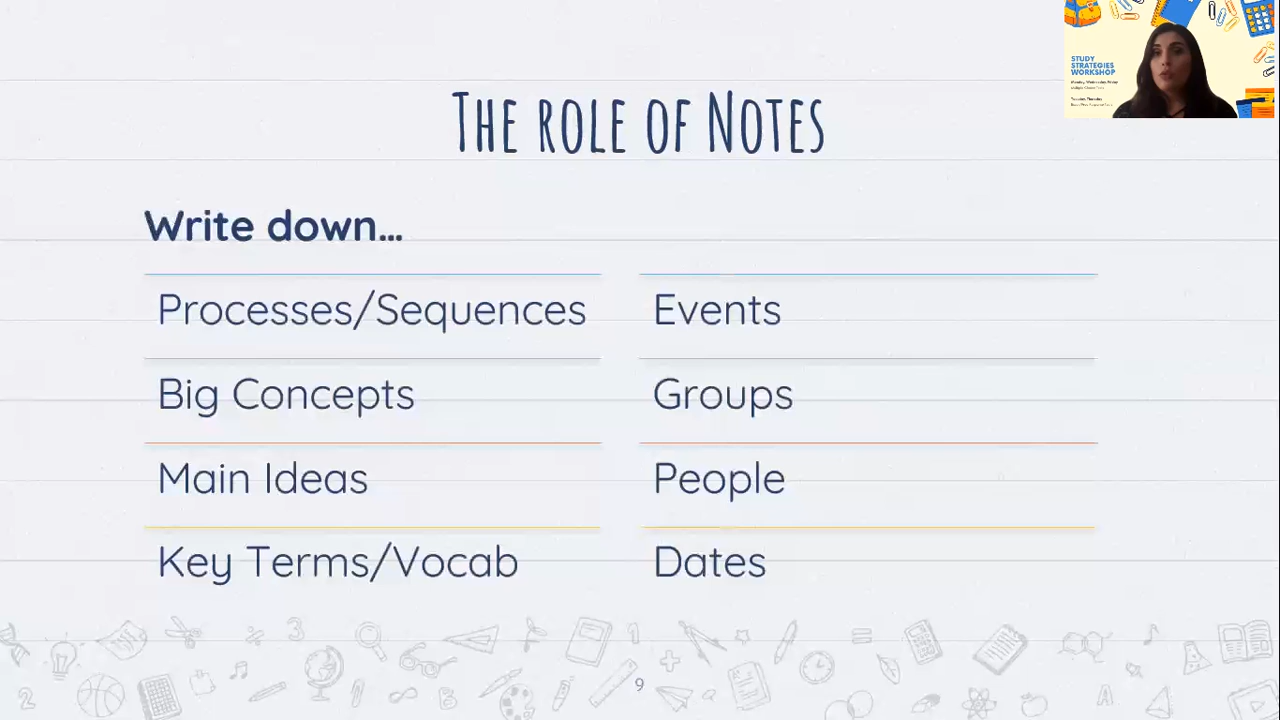 The role of Notes
Write down...
Processes/Sequences
Events
Big Concepts
Groups
Main Ideas
People
Key Terms/Vocab
Dates
9
STUDY
STRATEGIES
WORKSHOP